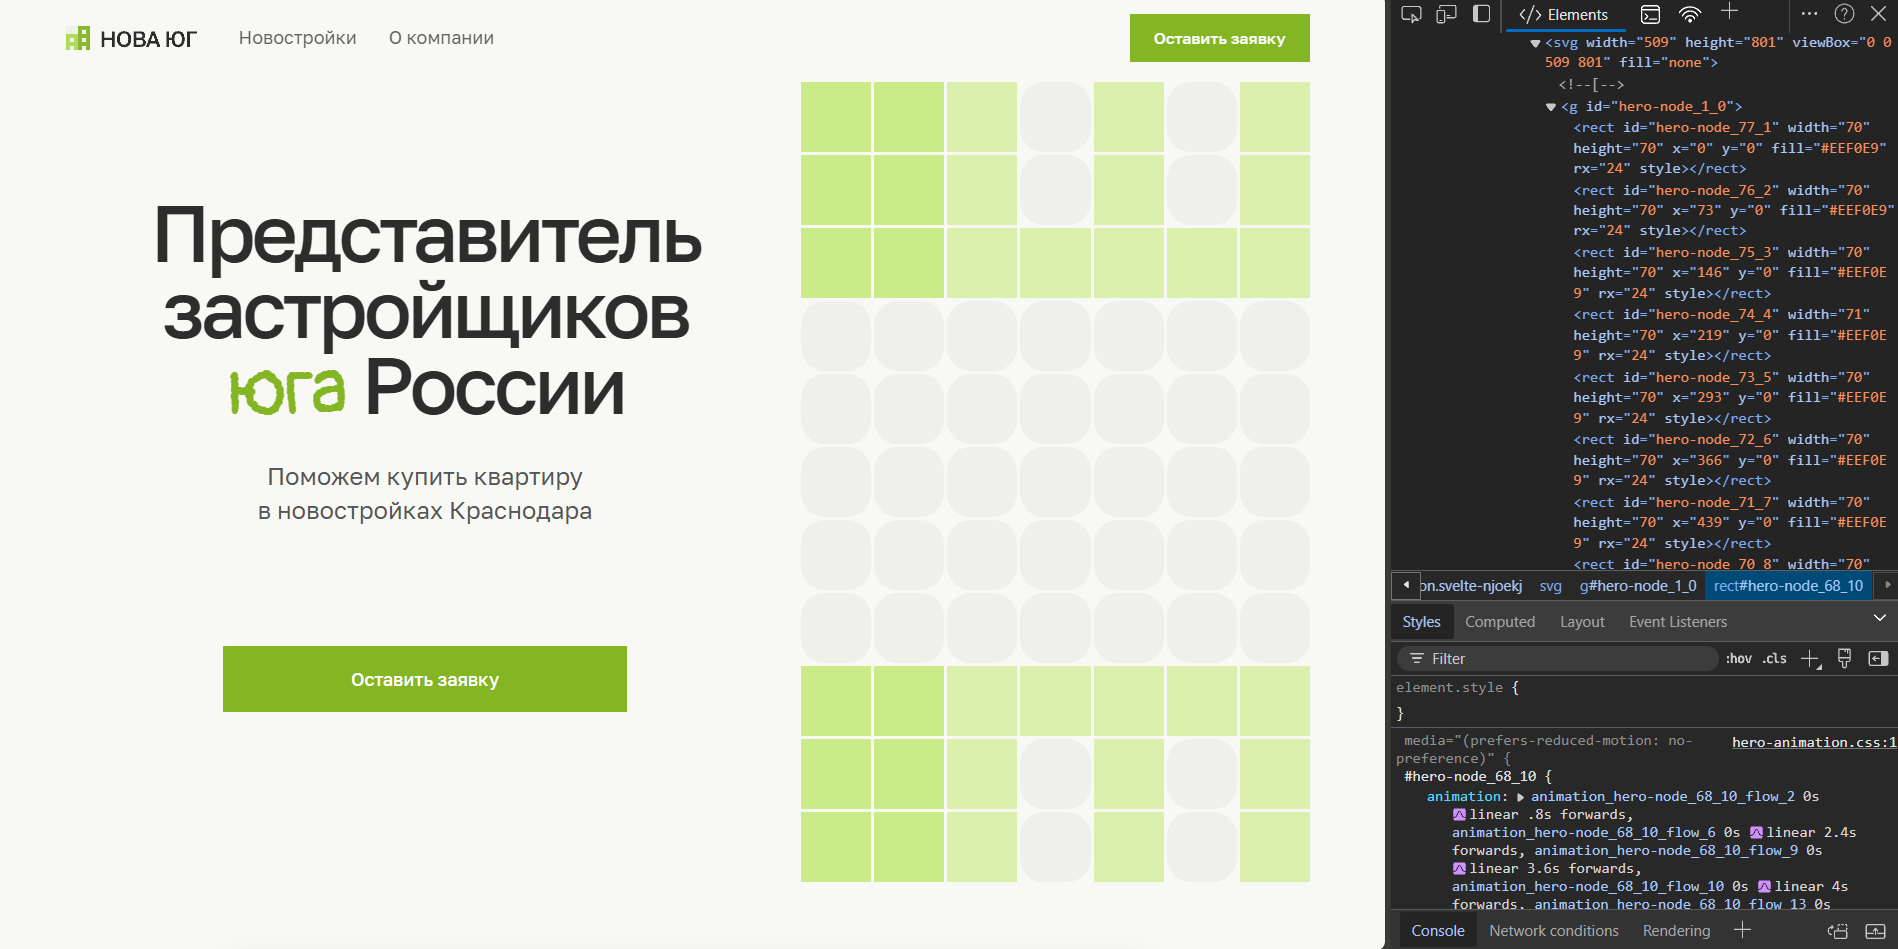 НОВА ЮГ
Новостройки
О компании
Оставить заявку
Представитель
застройщиков
юга России
Поможем купить квартиру
в новостройках Краснодара
Оставить заявку
Elements
<svg width="509" height="801" viewBox="0 0
509 801" fill="none">
<!--[-->
<g id="hero-node_1_0">
<rect id="hero-node_77_1" width="70"
height="70" x="0" y="0" fill="#EEF0E9"
rx="24" style></rect>
<rect id="hero-node_76_2" width="70"
height="70" x="73" y="0" fill="#EEF0E9"
rx="24" style></rect>
<rect id="hero-node_75_3" width="70"
height="70" x="146" y="0" fill="#EEF0E
9" rx="24" style></rect>
<rect id="hero-node_74_4" width="71"
height="70" x="219" y="0" fill="#EEF0E
9" rx="24" style></rect>
<rect id="hero-node_73_5" width="70"
height="70" x="293" y="0" fill="#EEF0E
9" rx="24" style></rect>
<rect id="hero-node_72_6" width="70"
height="70" x="366" y="0" fill="#EEF0E
9" rx="24" style></rect>
<rect id="hero-node_71_7" width="70"
height="70" x="439" y="0" fill="#EEF0E
9" rx="24" style></rect>
<rect id="hero-node_70_8" width="70"
on.svelte-njoekj svg g#hero-node_1_0 rect#hero-node_68_10
Styles Computed Layout Event Listeners
Filter :hov .cls
element.style {
}
media="(prefers-reduced-motion: no-
preference)" {
hero-animation.css:1
#hero-node_68_10 {
animation: animation_hero-node_68_10_flow_2 0s
linear .8s forwards,
animation_hero-node_68_10_flow_6 0s linear 2.4s
forwards, animation_hero-node_68_10_flow_9 0s
linear 3.6s forwards,
animation_hero-node_68_10_flow_10 0s linear 4s
forwards, animation_hero-node_68_10_flow_13 0s
Console Network conditions Rendering